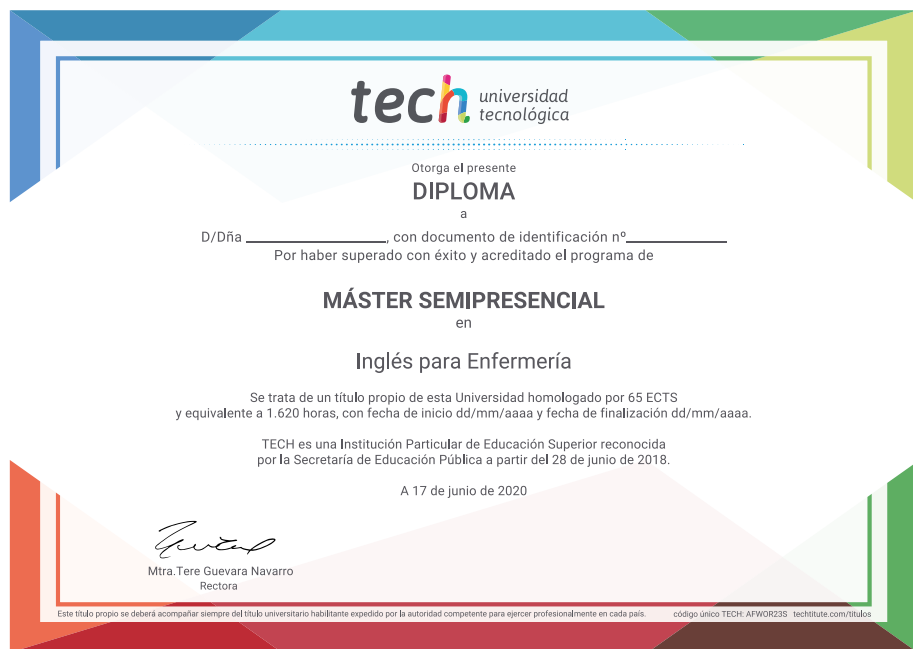 tech universidad
tecnológica
Otorga el presente
DIPLOMA
a
D/Dña ____________________, con documento de identificación nº______________
Por haber superado con éxito y acreditado el programa de
MÁSTER SEMIPRESENCIAL
en
Inglés para Enfermería
Se trata de un título propio de esta Universidad homologado por 65 ECTS
y equivalente a 1.620 horas, con fecha de inicio dd/mm/aaaa y fecha de finalización dd/mm/aaaa.
TECH es una Institución Particular de Educación Superior reconocida
por la Secretaría de Educación Pública a partir del 28 de junio de 2018.
A 17 de junio de 2020
Mtra.Tere Guevara Navarro
Rectora
Este título propio se deberá acompañar siempre del título universitario habilitante expedido por la autoridad competente para ejercer profesionalmente en cada país. código único TECH: AFWOR23S techtitute.com/titulos